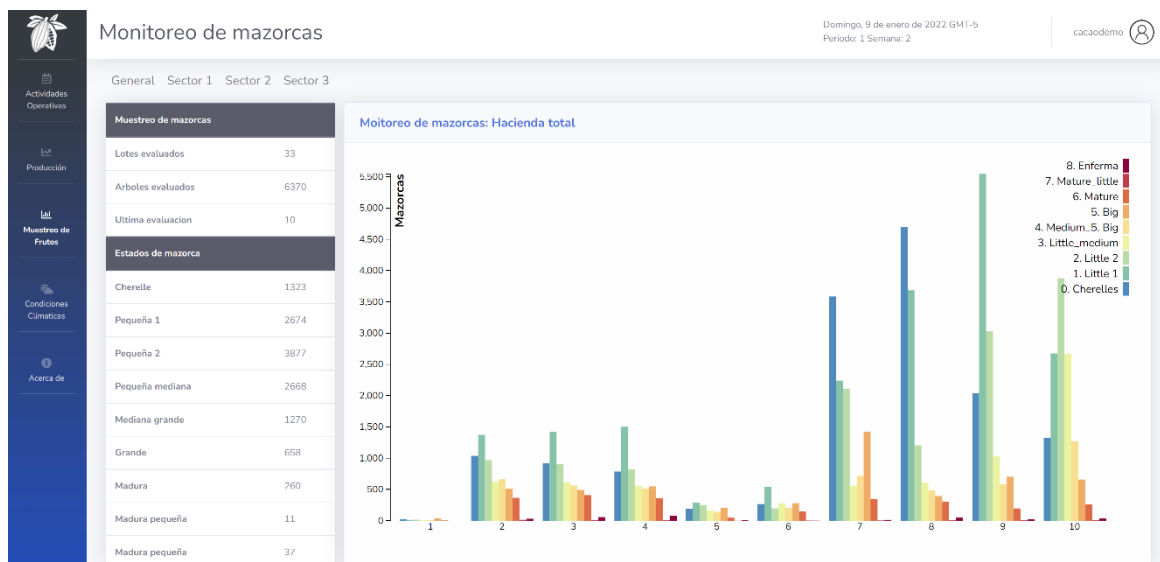 Monitoreo de mazorcas
Domingo, 9 de enero de 2022 GMT-5
Periodo: 1 Semana: 2
cacaodemo
Actividades
Operativas
Producción
Muestreo de
Frutos
Condiciones
Climaticas
Acerca de
General Sector 1 Sector 2 Sector 3
Muestreo de mazorcas
Lotes evaluados 33
Arboles evaluados 6370
Ultima evaluacion 10
Estados de mazorca
Cherelle 1323
Pequeña 1 2674
Pequeña 2 3877
Pequeña mediana 2668
Mediana grande 1270
Grande 658
Madura 260
Madura pequeña 11
Madura pequeña 37
Moitoreo de mazorcas: Hacienda total
Mazorcas
5,500
5,000
4,500
4,000
3,500
3,000
2,500
2,000
1,500
1,000
500
0
1 2 3 4 5 6 7 8 9 10
8. Enferma
7. Mature_little
6. Mature
5. Big
4. Medium_5. Big
3. Little_medium
2. Little 2
1. Little 1
0. Cherelles